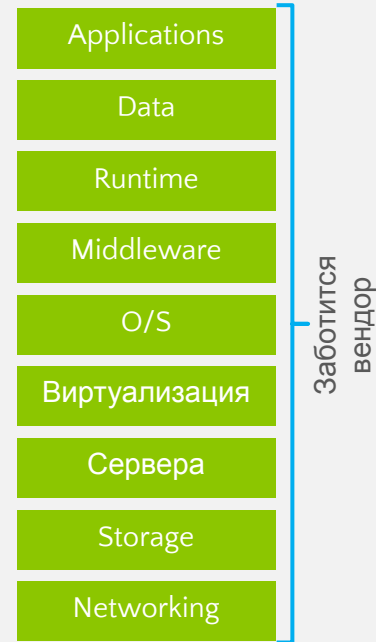 Applications
Data
Runtime
Middleware
O/S
Виртуализация
Сервера
Storage
Networking
Заботится
вендор